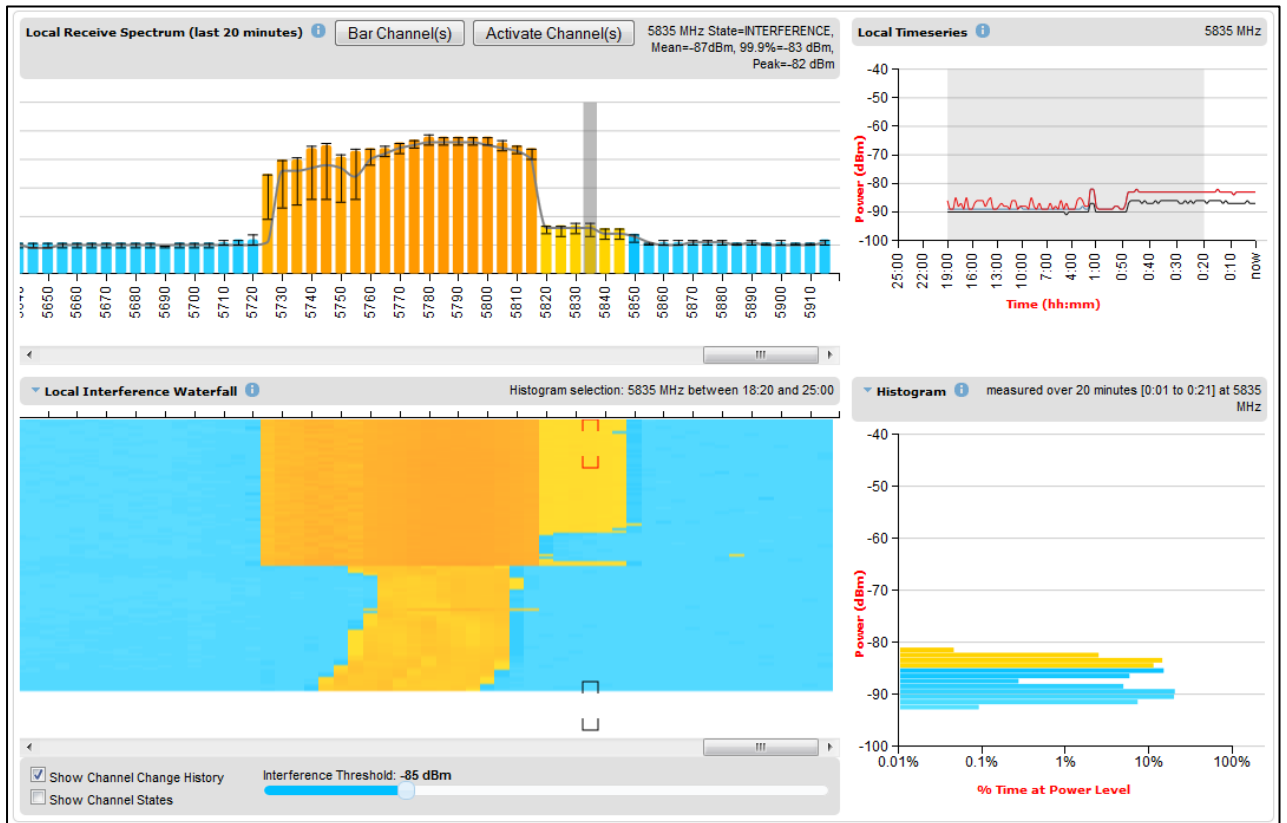 Local Receive Spectrum (last 20 minutes)
Bar Channel(s)
Activate Channel(s)
5835 MHz State=INTERFERENCE,
Mean=-87dBm, 99.9%=-83 dBm,
Peak=-82 dBm
5650
5660
5670
5680
5690
5700
5710
5720
5730
5740
5750
5760
5770
5780
5790
5800
5810
5820
5830
5840
5850
5860
5870
5880
5890
5900
5910
Local Timeseries
5835 MHz
-40
-50
-60
-70
-80
-90
-100
Power (dBm)
25:00
22:00
19:00
16:00
13:00
10:00
7:00
4:00
1:00
0:50
0:40
0:30
0:20
0:10
now
Time (hh:mm)
Local Interference Waterfall
Histogram selection: 5835 MHz between 18:20 and 25:00
Show Channel Change History
Show Channel States
Interference Threshold: -85 dBm
Histogram
measured over 20 minutes [0:01 to 0:21] at 5835
MHz
-40
-50
-60
-70
-80
-90
-100
Power (dBm)
0.01%
0.1%
1%
10%
100%
% Time at Power Level